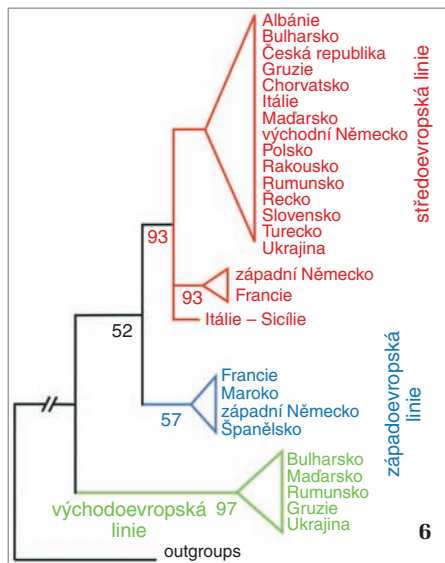 Albánie
Bulharsko
Česká republika
Gruzie
Chorvatsko
Itálie
Maďarsko
východní Německo
Polsko
Rakousko
Rumunsko
Řecko
Slovensko
Turecko
Ukrajina
středoevropská linie
93
západní Německo
Francie
93
Itálie – Sicílie
52
Francie
Maroko
západní Německo
Španělsko
57
západoevropská
linie
Bulharsko
Maďarsko
Rumunsko
Gruzie
Ukrajina
východoevropská
linie
97
outgroups
6